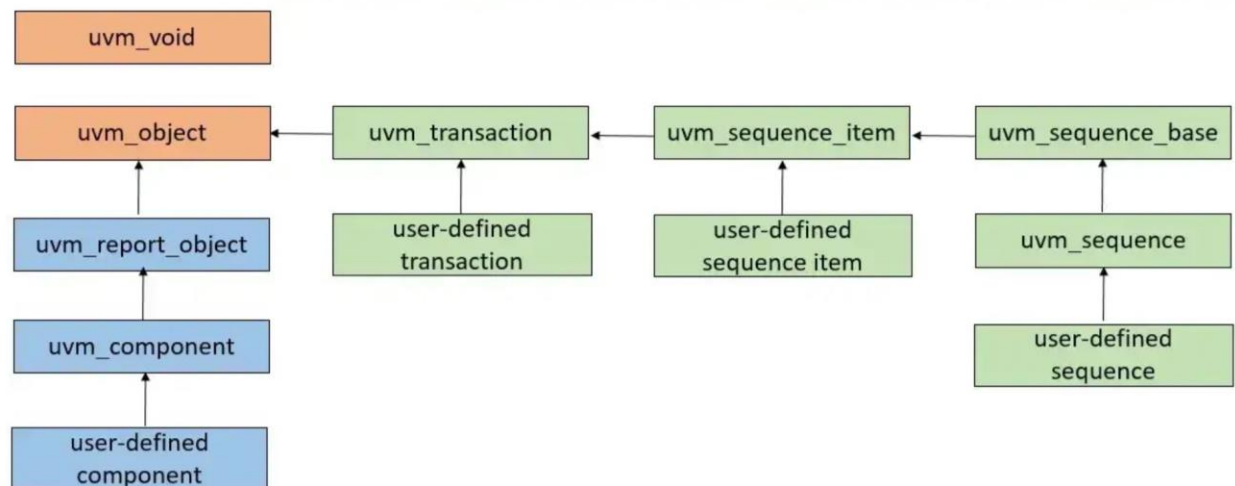 uvm_void
uvm_object
uvm_transaction
uvm_sequence_item
uvm_sequence_base
uvm_report_object
user-defined
transaction
user-defined
sequence item
uvm_sequence
uvm_component
user-defined
sequence
user-defined
component